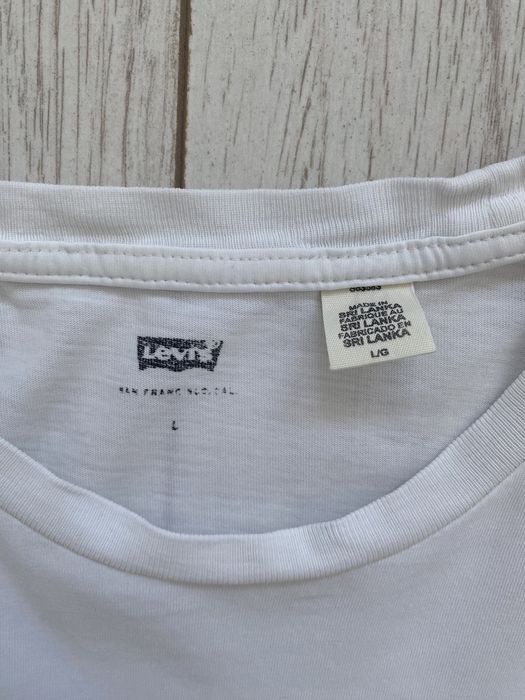 Levi's
SAN FRANCISCO, CAL.
L
MADE IN
SRI LANKA
FABRIQUE AU
SRI LANKA
FABRICADO EN
SRI LANKA
L/G